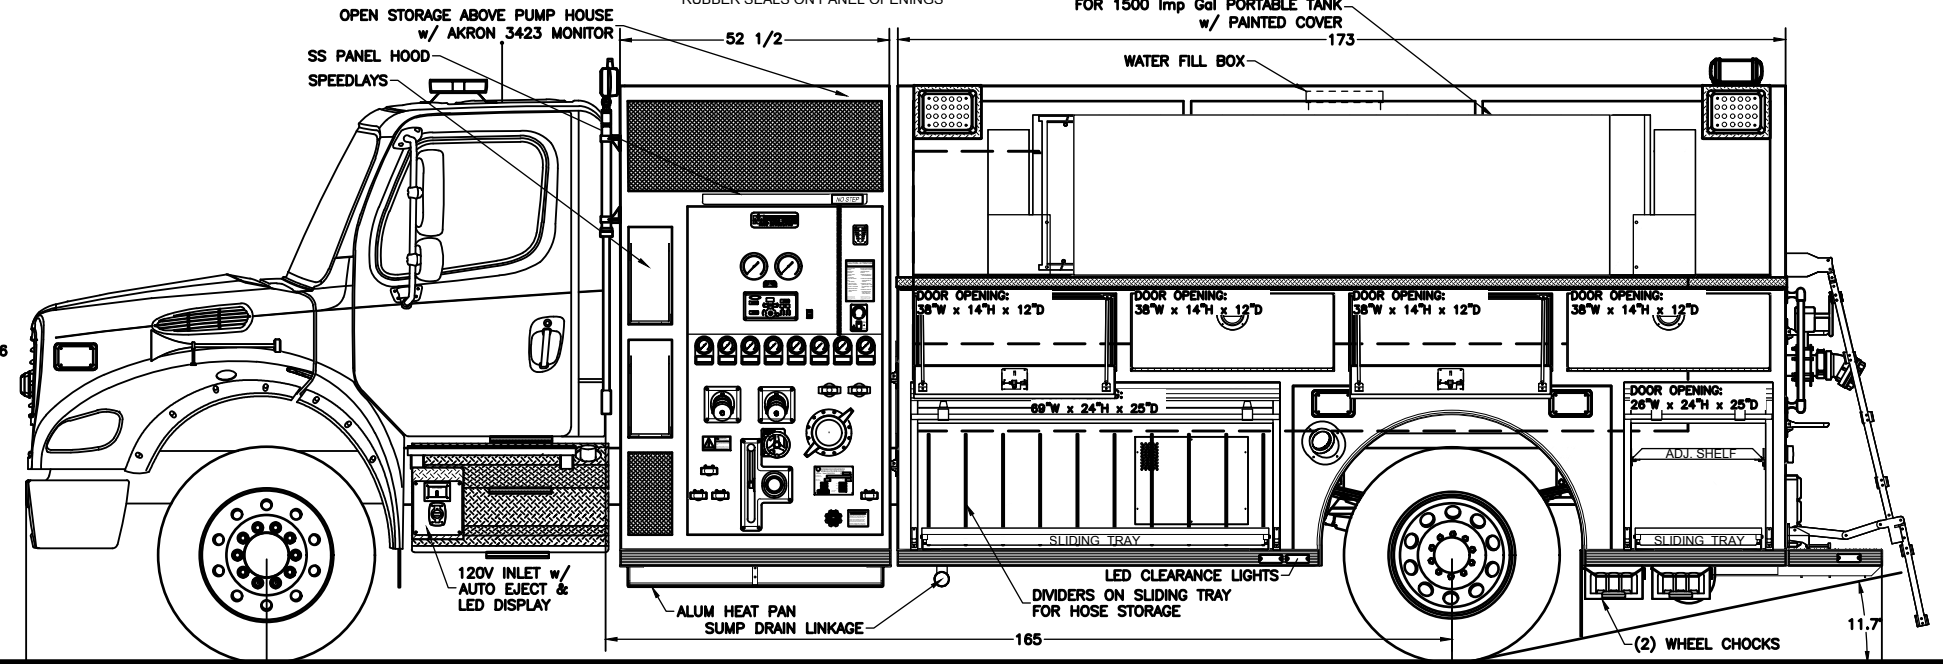 RUBBER SEALS ON PANEL OPENINGS
OPEN STORAGE ABOVE PUMP HOUSE
w/ AKRON 3423 MONITOR
SS PANEL HOOD
SPEEDLAYS
52 1/2
FOR 1500 Imp Gal PORTABLE TANK
w/ PAINTED COVER
173
WATER FILL BOX
NO STEP
DOOR OPENING:
38"W x 14"H x 12"D
DOOR OPENING:
38"W x 14"H x 12"D
DOOR OPENING:
38"W x 14"H x 12"D
DOOR OPENING:
38"W x 14"H x 12"D
6
69"W x 24"H x 25"D
DOOR OPENING:
26"W x 24"H x 25"D
ADJ. SHELF
SLIDING TRAY
SLIDING TRAY
120V INLET w/
AUTO EJECT &
LED DISPLAY
ALUM HEAT PAN
SUMP DRAIN LINKAGE
LED CLEARANCE LIGHTS
DIVIDERS ON SLIDING TRAY
FOR HOSE STORAGE
165
(2) WHEEL CHOCKS
11.7°